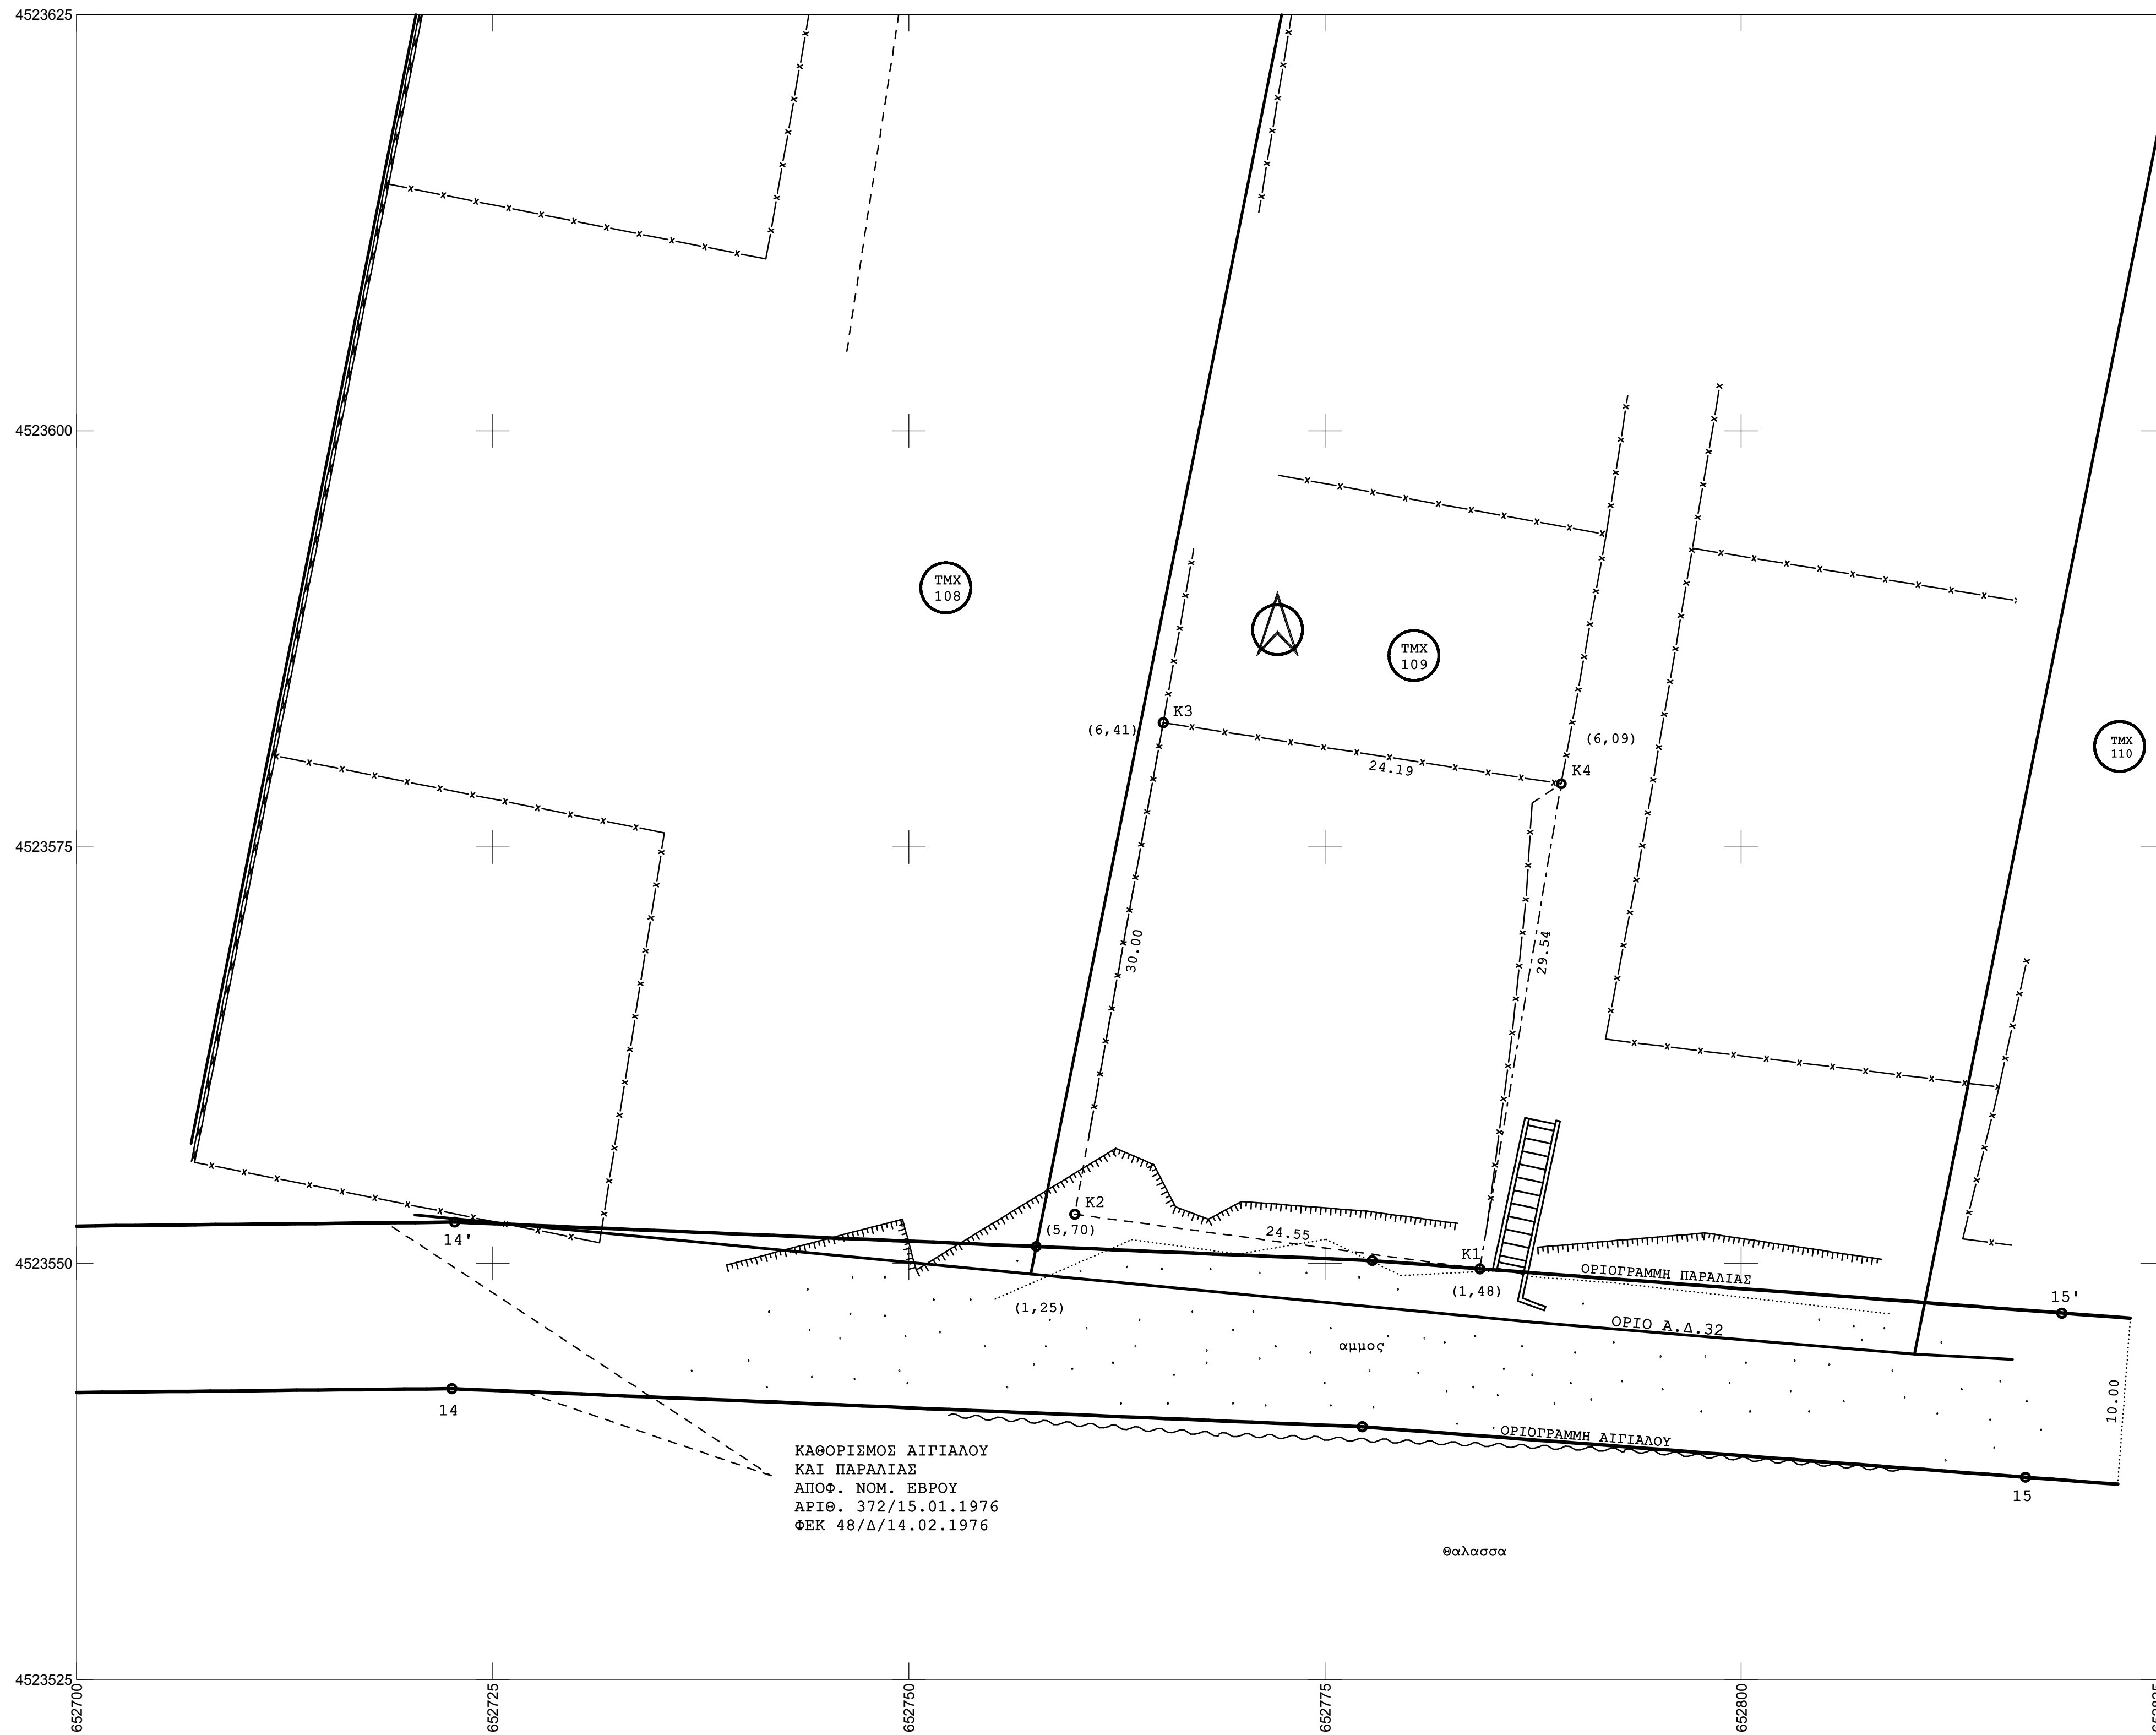 4523625
4523600
TMX
108
TMX
109
K3
(6,41)
(6,09)
TMX
110
24.19
K4
4523575
30.00
29.54
K2
(5,70)
24.55
14'
K1
ΟΡΙΟΓΡΑΜΜΗ ΠΑΡΑΛΙΑΣ
4523550
(1,48)
15'
(1,25)
ΟΡΙΟ Α.Δ.32
αμμος
10.00
14
ΟΡΙΟΓΡΑΜΜΗ ΑΙΓΙΑΛΟΥ
ΚΑΘΟΡΙΣΜΟΣ ΑΙΓΙΑΛΟΥ
ΚΑΙ ΠΑΡΑΛΙΑΣ
ΑΠΟΦ. ΝΟΜ. ΕΒΡΟΥ
ΑΡΙΘ. 372/15.01.1976
ΦΕΚ 48/Δ/14.02.1976
15
θαλασσα
4523525
652700
652725
652750
652775
652800